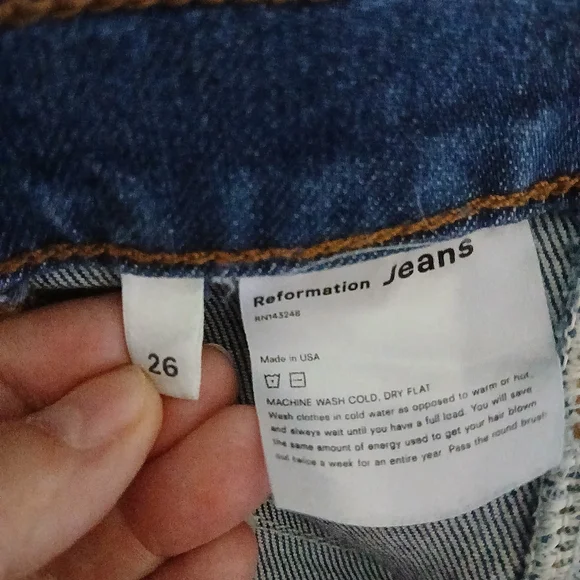 Reformation Jeans
RN143246
26
Made in USA
MACHINE WASH COLD, DRY FLAT
Wash clothes in cold water as opposed to warm or hot,
and always wait until you have a full load. You will save
the same amount of energy used to get your hair blown
out twice a week for an entire year. Pass the round brush